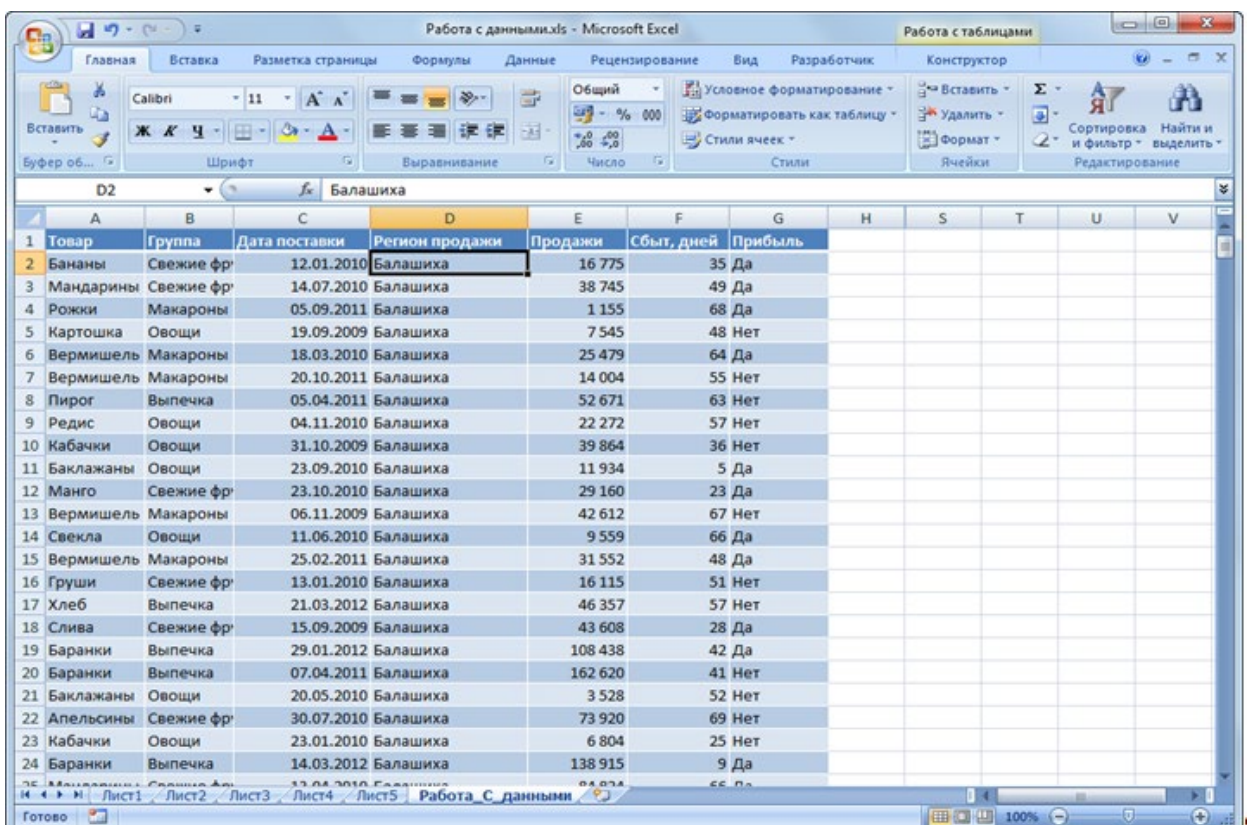 Работа с данными.xls - Microsoft Excel
Работа с таблицами
Главная Вставка Разметка страницы Формулы Данные Рецензирование Вид Разработчик Конструктор
Calibri 11 Общий Условное форматирование Вставить Σ
Вставить Ж К Ч A % 000 Форматировать как таблицу Удалить Сортировка и фильтр Найти и выделить
Стили ячеек Формат
Буфер об... Шрифт Выравнивание Число Стили Ячейки Редактирование
D2 fx Балашиха
A B C D E F G H S T U V
1 Товар Группа Дата поставки Регион продажи Продажи Сбыт, дней Прибыль
2 Бананы Свежие фр 12.01.2010 Балашиха 16 775 35 Да
3 Мандарины Свежие фр 14.07.2010 Балашиха 38 745 49 Да
4 Рожки Макароны 05.09.2011 Балашиха 1 155 68 Да
5 Картошка Овощи 19.09.2009 Балашиха 7 545 48 Нет
6 Вермишель Макароны 18.03.2010 Балашиха 25 479 64 Да
7 Вермишель Макароны 20.10.2011 Балашиха 14 004 55 Нет
8 Пирог Выпечка 05.04.2011 Балашиха 52 671 63 Нет
9 Редис Овощи 04.11.2010 Балашиха 22 272 57 Нет
10 Кабачки Овощи 31.10.2009 Балашиха 39 864 36 Нет
11 Баклажаны Овощи 23.09.2010 Балашиха 11 934 5 Да
12 Манго Свежие фр 23.10.2010 Балашиха 29 160 23 Да
13 Вермишель Макароны 06.11.2009 Балашиха 42 612 67 Нет
14 Свекла Овощи 11.06.2010 Балашиха 9 559 66 Да
15 Вермишель Макароны 25.02.2011 Балашиха 31 552 48 Да
16 Груши Свежие фр 13.01.2010 Балашиха 16 115 51 Нет
17 Хлеб Выпечка 21.03.2012 Балашиха 46 357 57 Нет
18 Слива Свежие фр 15.09.2009 Балашиха 43 608 28 Да
19 Баранки Выпечка 29.01.2012 Балашиха 108 438 42 Да
20 Баранки Выпечка 07.04.2011 Балашиха 162 620 41 Нет
21 Баклажаны Овощи 20.05.2010 Балашиха 3 528 52 Нет
22 Апельсины Свежие фр 30.07.2010 Балашиха 73 920 69 Нет
23 Кабачки Овощи 23.01.2010 Балашиха 6 804 25 Нет
24 Баранки Выпечка 14.03.2012 Балашиха 138 915 9 Да
Лист1 Лист2 Лист3 Лист4 Лист5 Работа_С_данными
Готово 100%